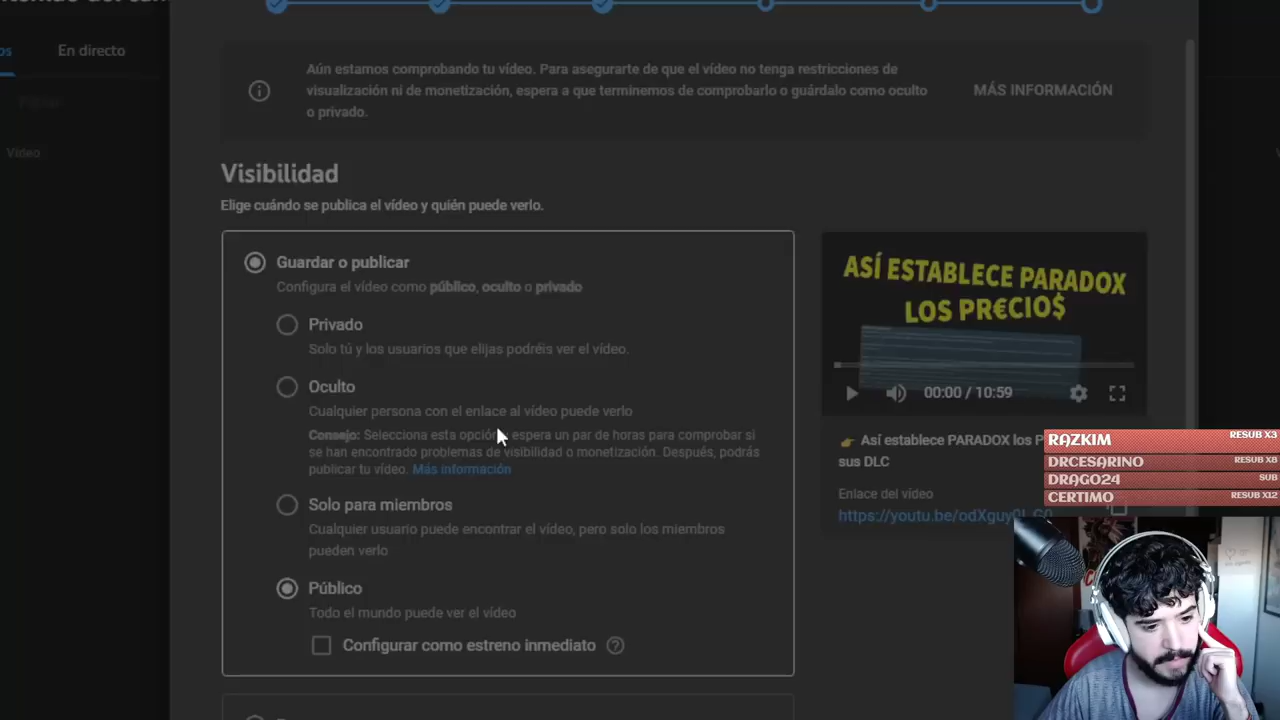 En directo
Vídeo
Aún estamos comprobando tu vídeo. Para asegurarte de que el vídeo no tenga restricciones de
visualización ni de monetización, espera a que terminemos de comprobarlo o guárdalo como oculto
o privado.
MÁS INFORMACIÓN
Visibilidad
Elige cuándo se publica el vídeo y quién puede verlo.
Guardar o publicar
Configura el vídeo como público, oculto o privado
Privado
Solo tú y los usuarios que elijas podréis ver el vídeo.
Oculto
Cualquier persona con el enlace al vídeo puede verlo
Consejo: Selecciona esta opción y espera un par de horas para comprobar si
se han encontrado problemas de visibilidad o monetización. Después, podrás
publicar tu vídeo. Más información
Solo para miembros
Cualquier usuario puede encontrar el vídeo, pero solo los miembros
pueden verlo
Público
Todo el mundo puede ver el vídeo
Configurar como estreno inmediato
ASÍ ESTABLECE PARADOX
LOS PR€CIO$
00:00 / 10:59
Así establece PARADOX los
sus DLC
Enlace del vídeo
RAZKIM RESUB X3
DRCESARINO RESUB X8
DRAGO24 SUB
CERTIMO RESUB X12